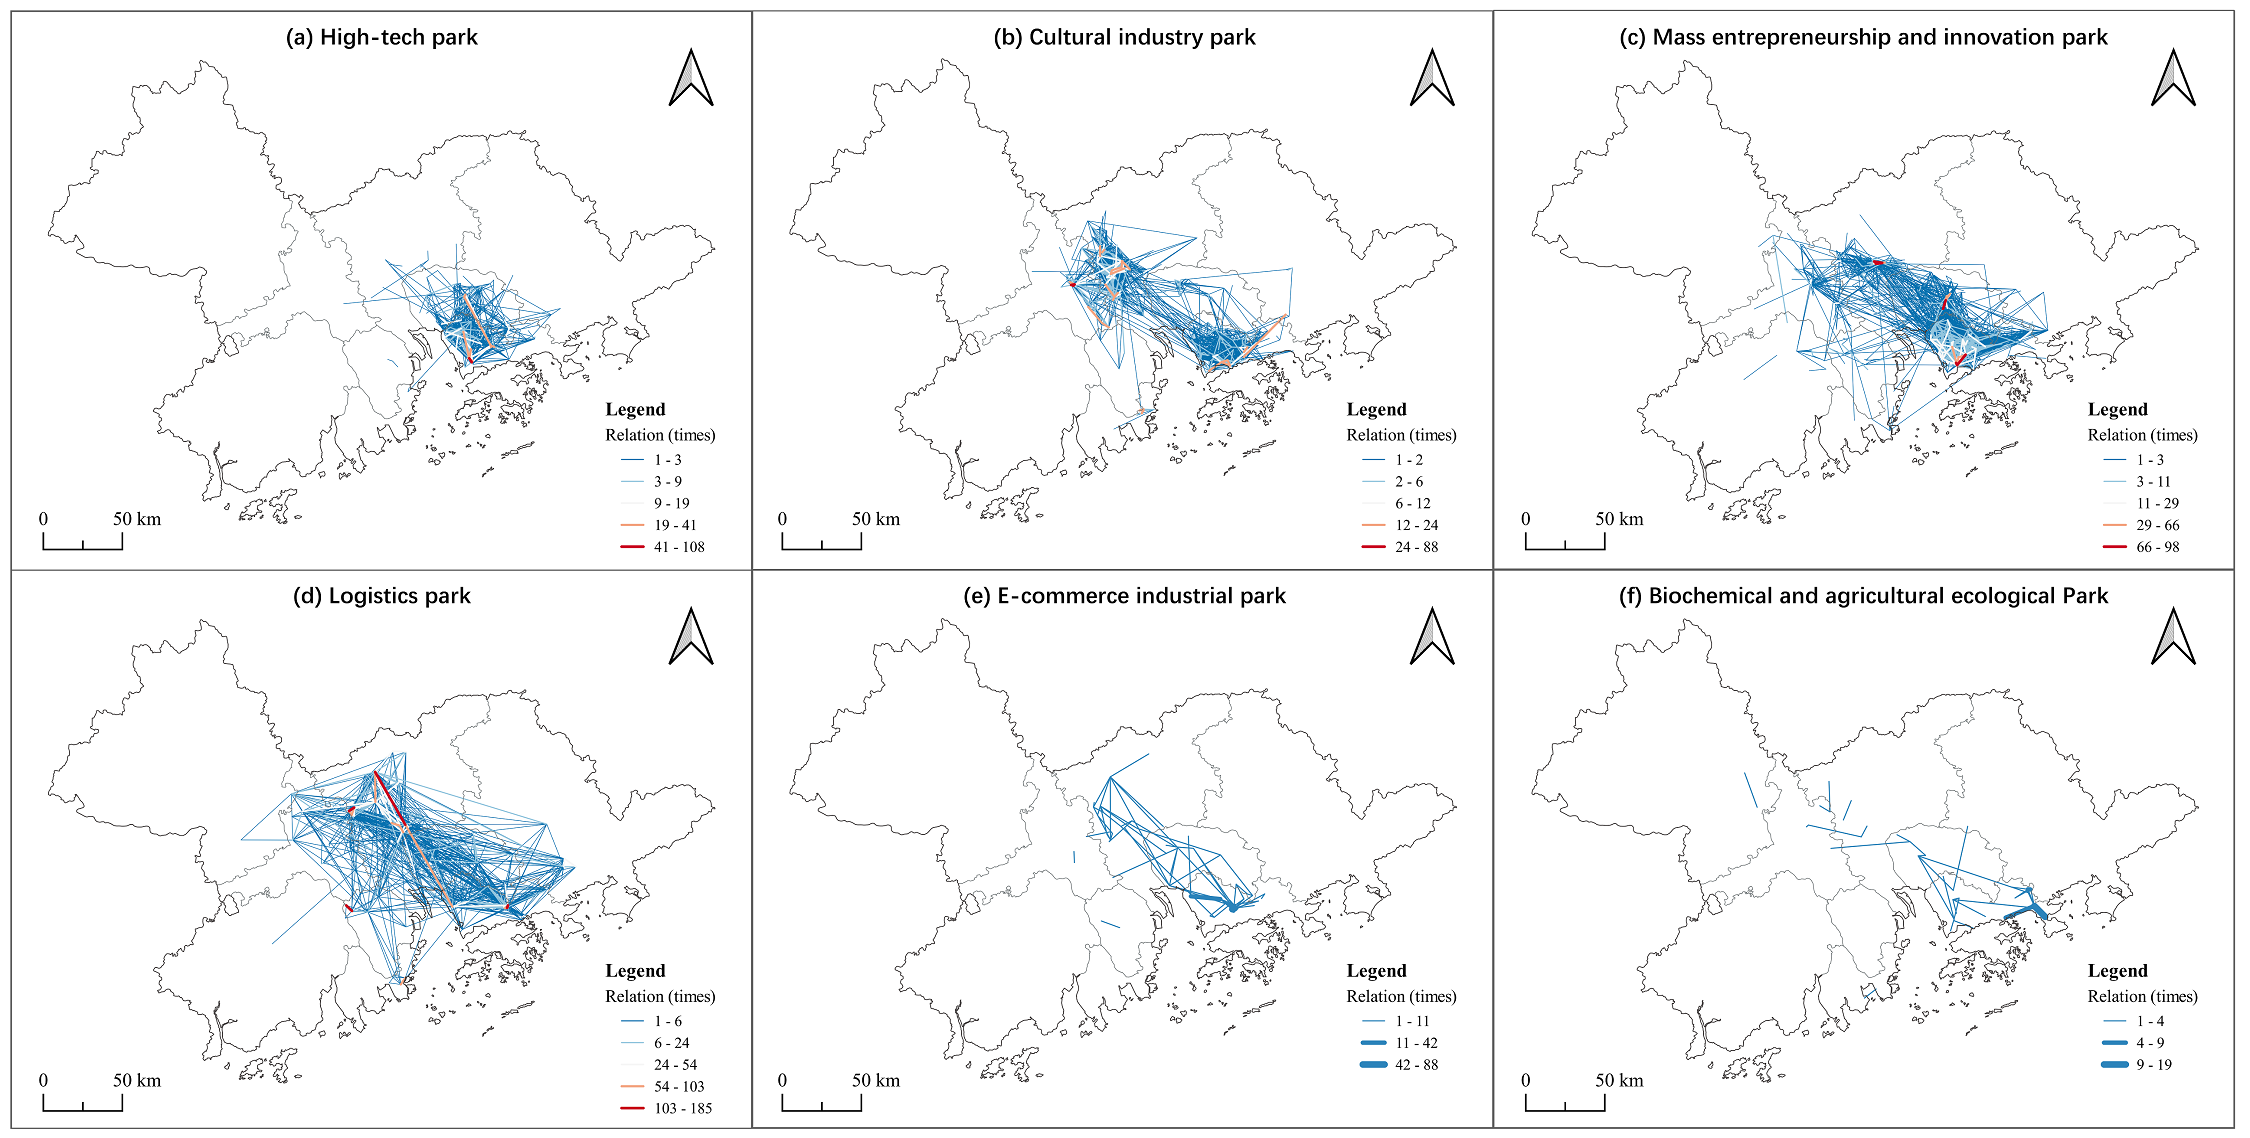 (a) High-tech park
Legend
Relation (times)
1 - 3
3 - 9
9 - 19
19 - 41
41 - 108
0 50 km
(b) Cultural industry park
Legend
Relation (times)
1 - 2
2 - 6
6 - 12
12 - 24
24 - 88
0 50 km
(c) Mass entrepreneurship and innovation park
Legend
Relation (times)
1 - 3
3 - 11
11 - 29
29 - 66
66 - 98
0 50 km
(d) Logistics park
Legend
Relation (times)
1 - 6
6 - 24
24 - 54
54 - 103
103 - 185
0 50 km
(e) E-commerce industrial park
Legend
Relation (times)
1 - 11
11 - 42
42 - 88
0 50 km
(f) Biochemical and agricultural ecological Park
Legend
Relation (times)
1 - 4
4 - 9
9 - 19
0 50 km